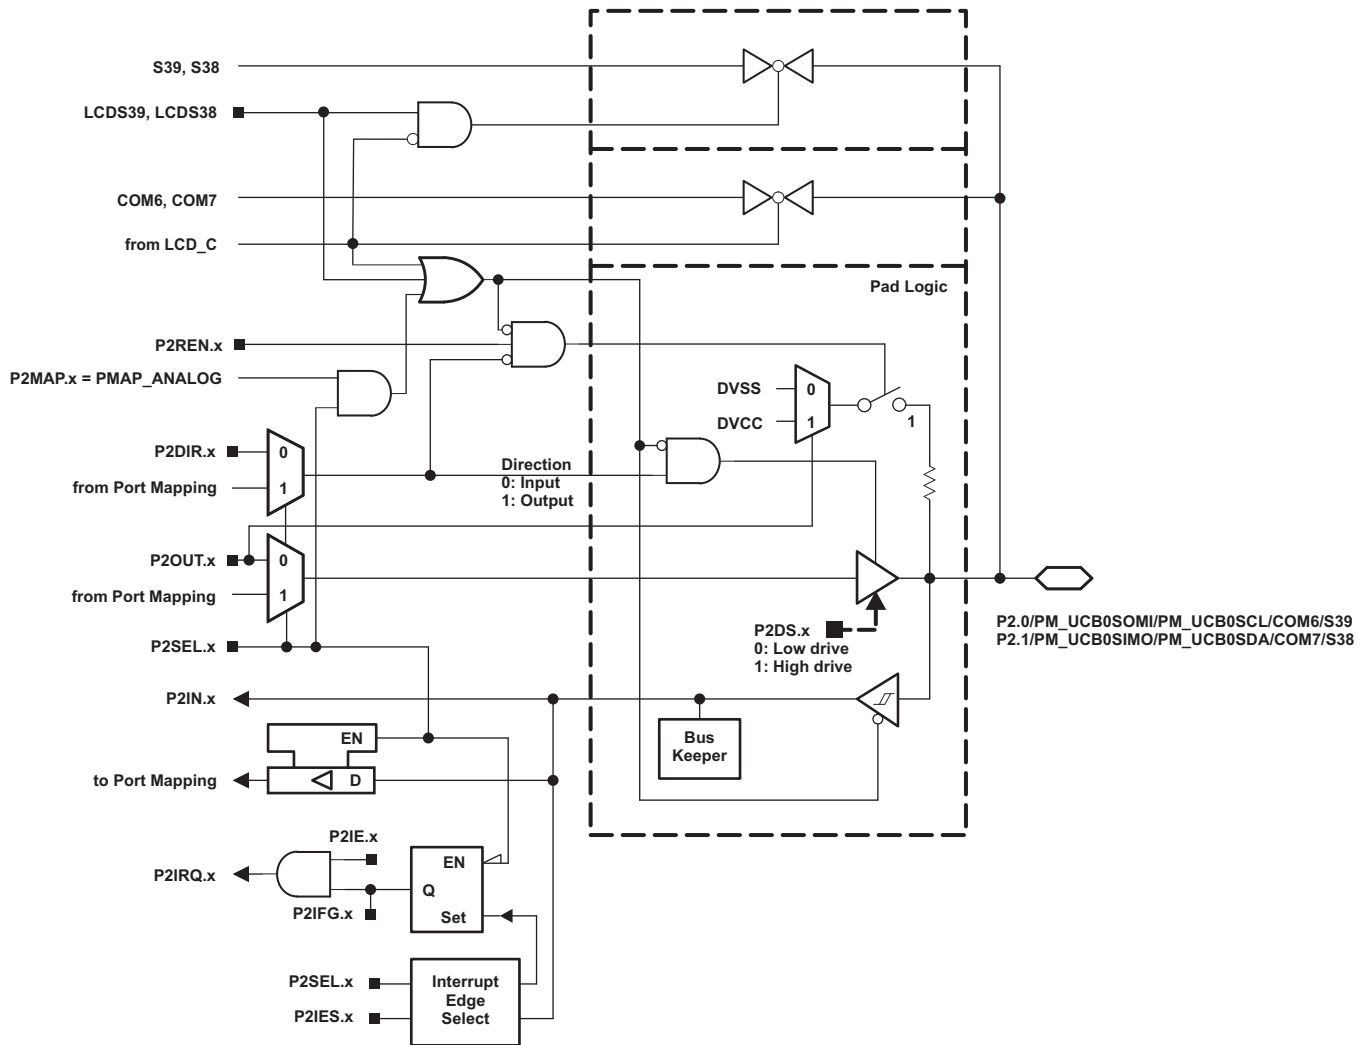 S39, S38
LCDS39, LCDS38
COM6, COM7
from LCD_C
Pad Logic
P2REN.x
P2MAP.x = PMAP_ANALOG
DVSS
0
DVCC
1
1
P2DIR.x
0
from Port Mapping
1
Direction
0: Input
1: Output
P2OUT.x
0
from Port Mapping
1
P2SEL.x
P2DS.x
0: Low drive
1: High drive
P2.0/PM_UCB0SOMI/PM_UCB0SCL/COM6/S39
P2.1/PM_UCB0SIMO/PM_UCB0SDA/COM7/S38
P2IN.x
Bus
Keeper
EN
to Port Mapping
D
P2IE.x
P2IRQ.x
EN
Q
P2IFG.x
Set
P2SEL.x
P2IES.x
Interrupt
Edge
Select